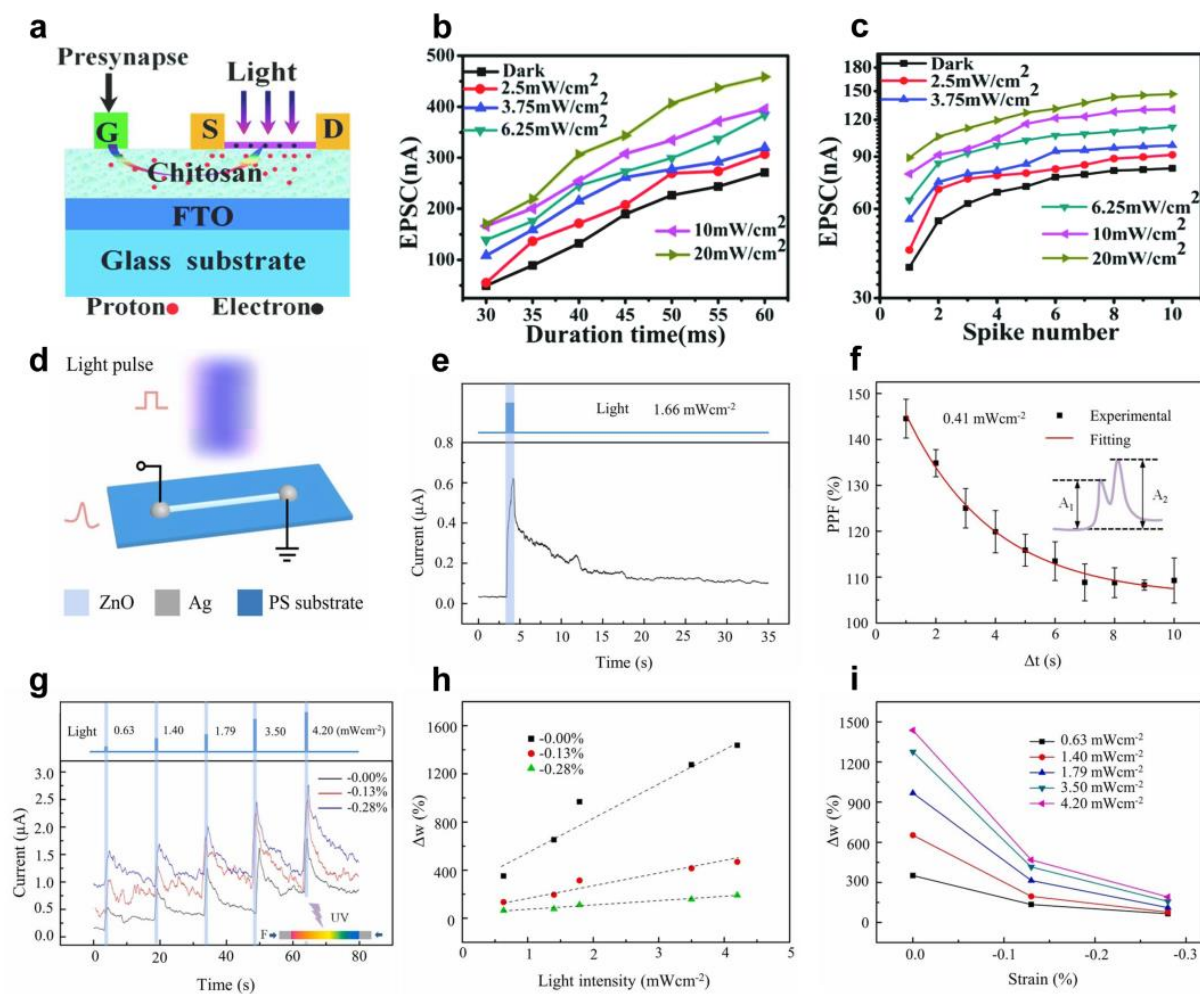 a
Presynapse
Light
G
S
D
Chitosan
FTO
Glass substrate
Proton
Electron
b
500
400
300
200
100
EPSC(nA)
Dark
2.5mW/cm²
3.75mW/cm²
6.25mW/cm²
10mW/cm²
20mW/cm²
30 35 40 45 50 55 60
Duration time(ms)
c
180
150
120
90
60
30
EPSC(nA)
Dark
2.5mW/cm²
3.75mW/cm²
6.25mW/cm²
10mW/cm²
20mW/cm²
0 2 4 6 8 10
Spike number
d
Light pulse
ZnO
Ag
PS substrate
e
Light 1.66 mWcm⁻²
0.8
0.6
0.4
0.2
0.0
Current (μA)
0 5 10 15 20 25 30 35
Time (s)
f
150
140
130
120
110
100
PPF (%)
0.41 mWcm⁻²
Experimental
Fitting
A₁
A₂
0 2 4 6 8 10
Δt (s)
g
Light 0.63 1.40 1.79 3.50 4.20 (mWcm⁻²)
3.0
2.5
2.0
1.5
1.0
0.5
0.0
Current (μA)
-0.00%
-0.13%
-0.28%
UV
F
0 20 40 60 80
Time (s)
h
1600
1200
800
400
0
Δw (%)
-0.00%
-0.13%
-0.28%
0 1 2 3 4 5
Light intensity (mWcm⁻²)
i
1500
1200
900
600
300
0
Δw (%)
0.63 mWcm⁻²
1.40 mWcm⁻²
1.79 mWcm⁻²
3.50 mWcm⁻²
4.20 mWcm⁻²
0.0 -0.1 -0.2 -0.3
Strain (%)